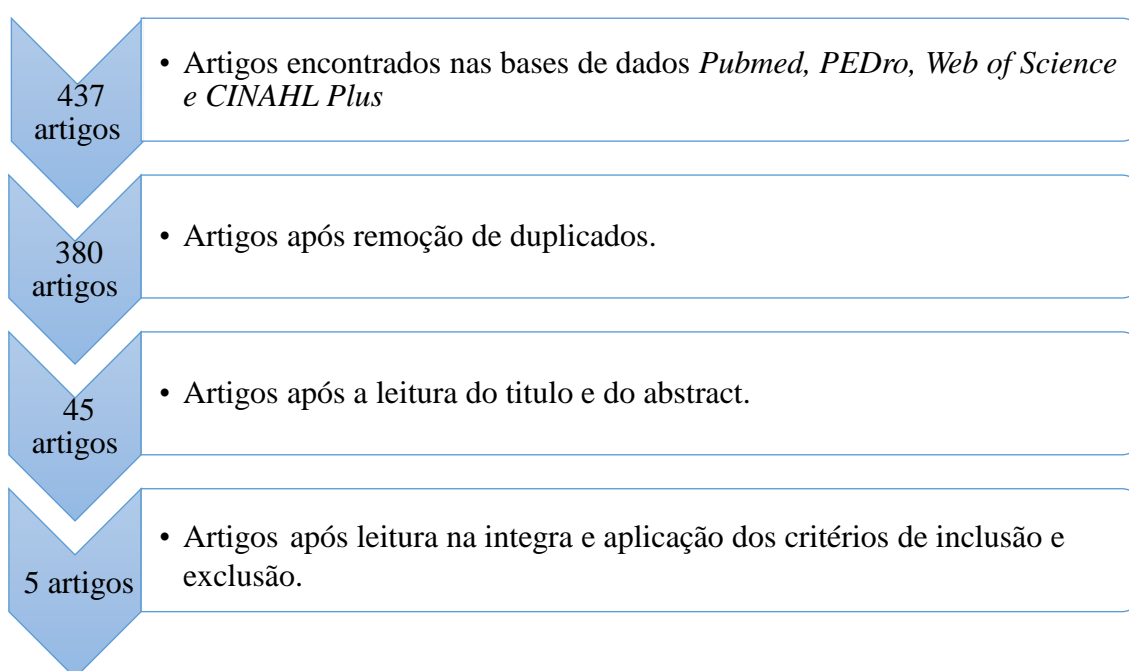 437
artigos
• Artigos encontrados nas bases de dados Pubmed, PEDro, Web of Science
e CINAHL Plus
380
artigos
• Artigos após remoção de duplicados.
45
artigos
• Artigos após a leitura do titulo e do abstract.
5 artigos
• Artigos após leitura na integra e aplicação dos critérios de inclusão e
exclusão.